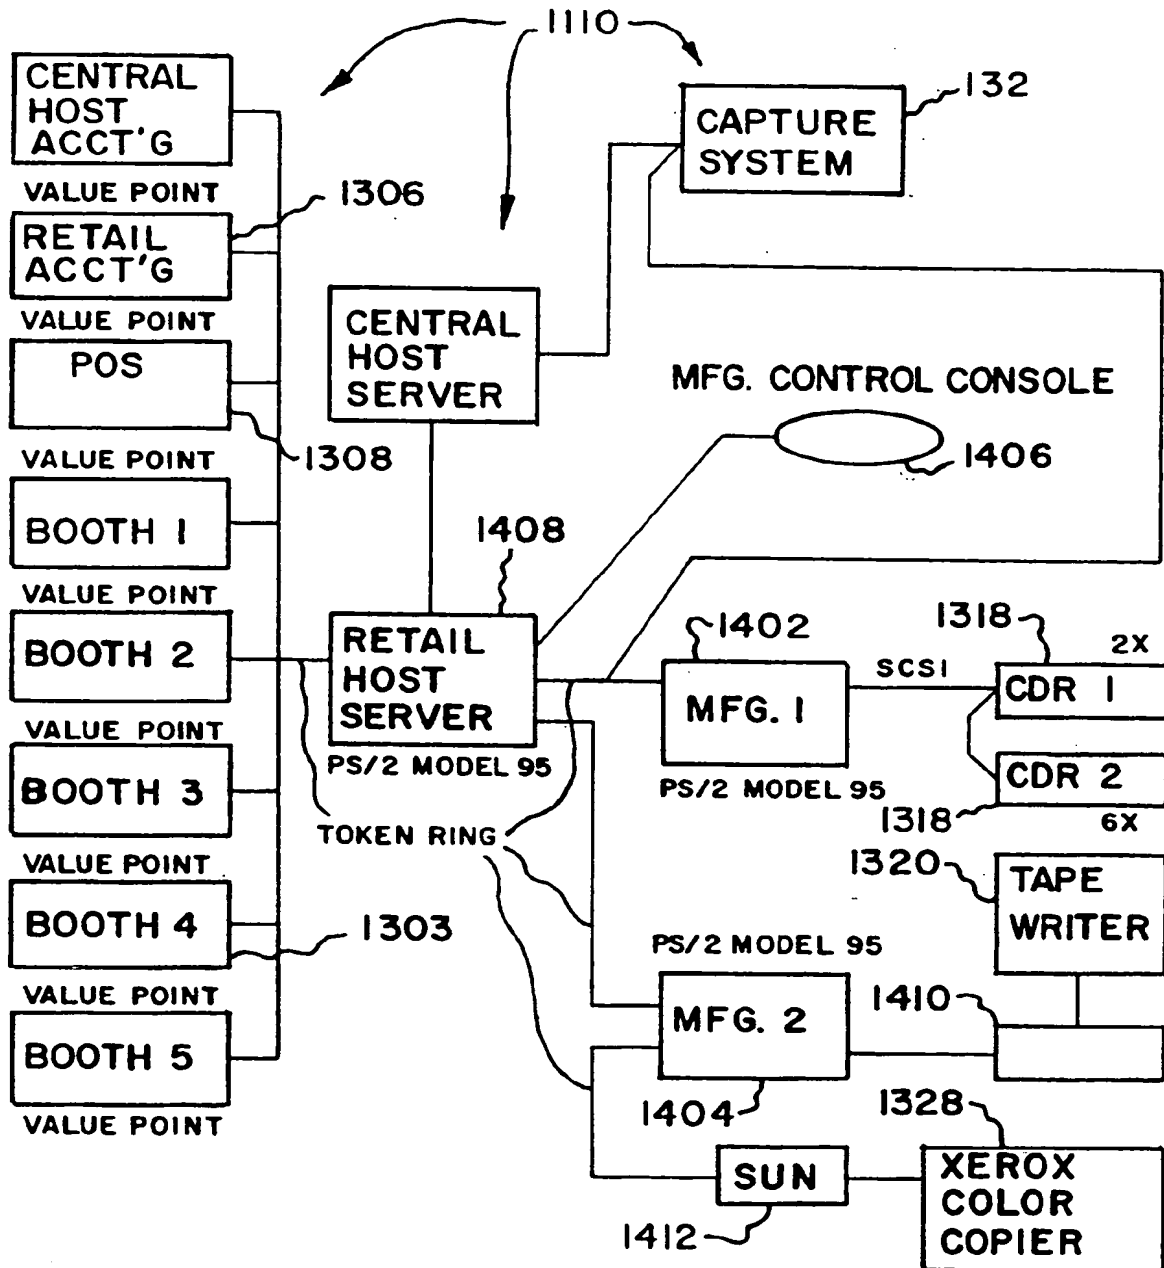 1110
CENTRAL
HOST
ACCT'G
VALUE POINT
1306
RETAIL
ACCT'G
VALUE POINT
POS
1308
VALUE POINT
BOOTH 1
VALUE POINT
BOOTH 2
VALUE POINT
BOOTH 3
VALUE POINT
BOOTH 4
1303
VALUE POINT
BOOTH 5
VALUE POINT
132
CAPTURE
SYSTEM
CENTRAL
HOST
SERVER
MFG. CONTROL CONSOLE
1406
1408
RETAIL
HOST
SERVER
PS/2 MODEL 95
TOKEN RING
1402
MFG. 1
PS/2 MODEL 95
SCSI
1318
2X
CDR 1
CDR 2
1318
6X
1320
TAPE
WRITER
PS/2 MODEL 95
MFG. 2
1404
1410
1328
SUN
1412
XEROX
COLOR
COPIER